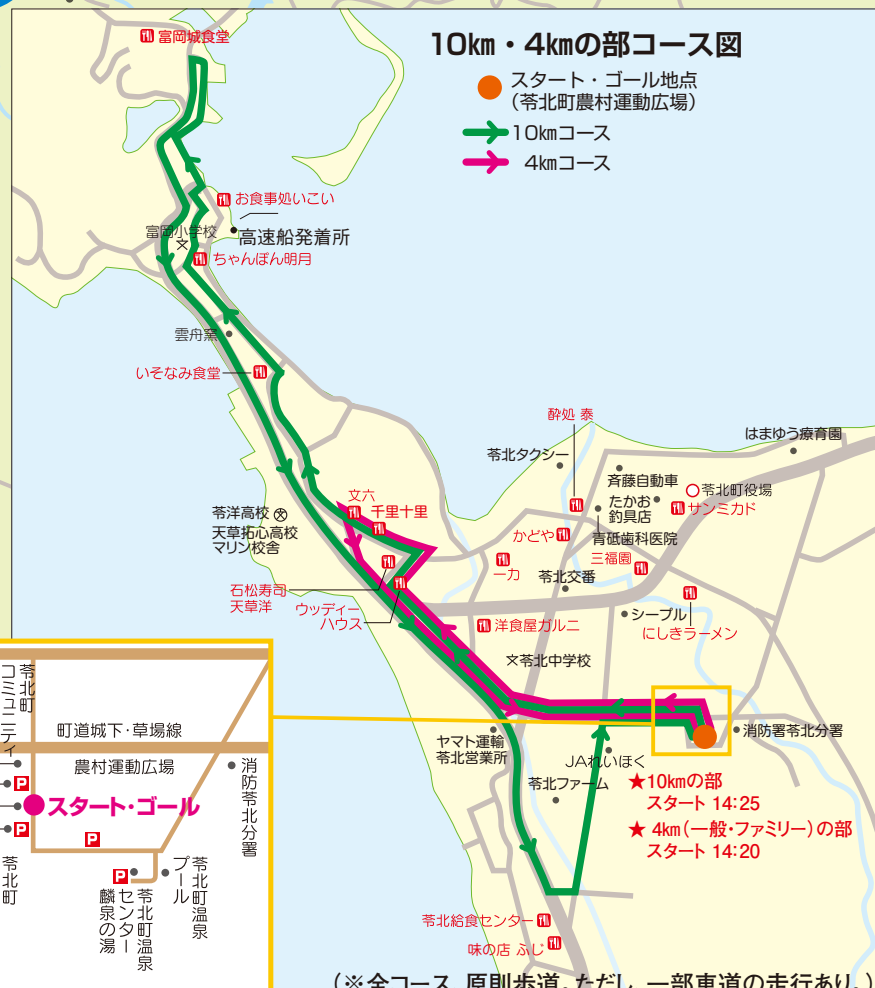 10㎞・4㎞の部コース図
スタート・ゴール地点
(苓北町農村運動広場)
10㎞コース
4㎞コース
富岡城食堂
お食事処いこい
富岡小学校
高速船発着所
ちゃんぽん明月
雲舟窯
いそなみ食堂
酔処 泰
はまゆう療育園
苓北タクシー
斉藤自動車
苓北町役場
たかお
釣具店
サンミカド
文六
千里十里
苓洋高校
天草拓心高校
マリン校舎
かどや
青砥歯科医院
三福園
一力
苓北交番
石松寿司
天草洋
ウッディー
ハウス
洋食屋ガルニ
シープル
にしきラーメン
苓北中学校
ヤマト運輸
苓北営業所
消防署苓北分署
JAれいほく
苓北ファーム
★10㎞の部
スタート 14:25
★ 4㎞(一般・ファミリー)の部
スタート 14:20
苓北給食センター
味の店 ふじ
苓北町
コミュニティ
町道城下・草場線
農村運動広場
消防苓北分署
P
スタート・ゴール
P
P
P
苓北町
苓北町温泉
プール
苓北町温泉
センター
麟泉の湯
(※全コース 原則歩道。ただし、一部車道の走行あり。)